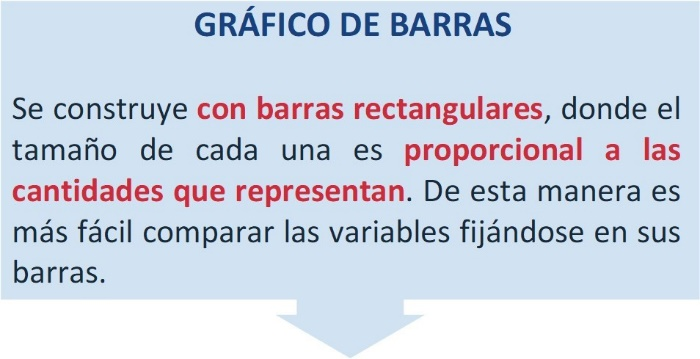 GRÁFICO DE BARRAS
Se construye con barras rectangulares, donde el
tamaño de cada una es proporcional a las
cantidades que representan. De esta manera es
más fácil comparar las variables fijándose en sus
barras.